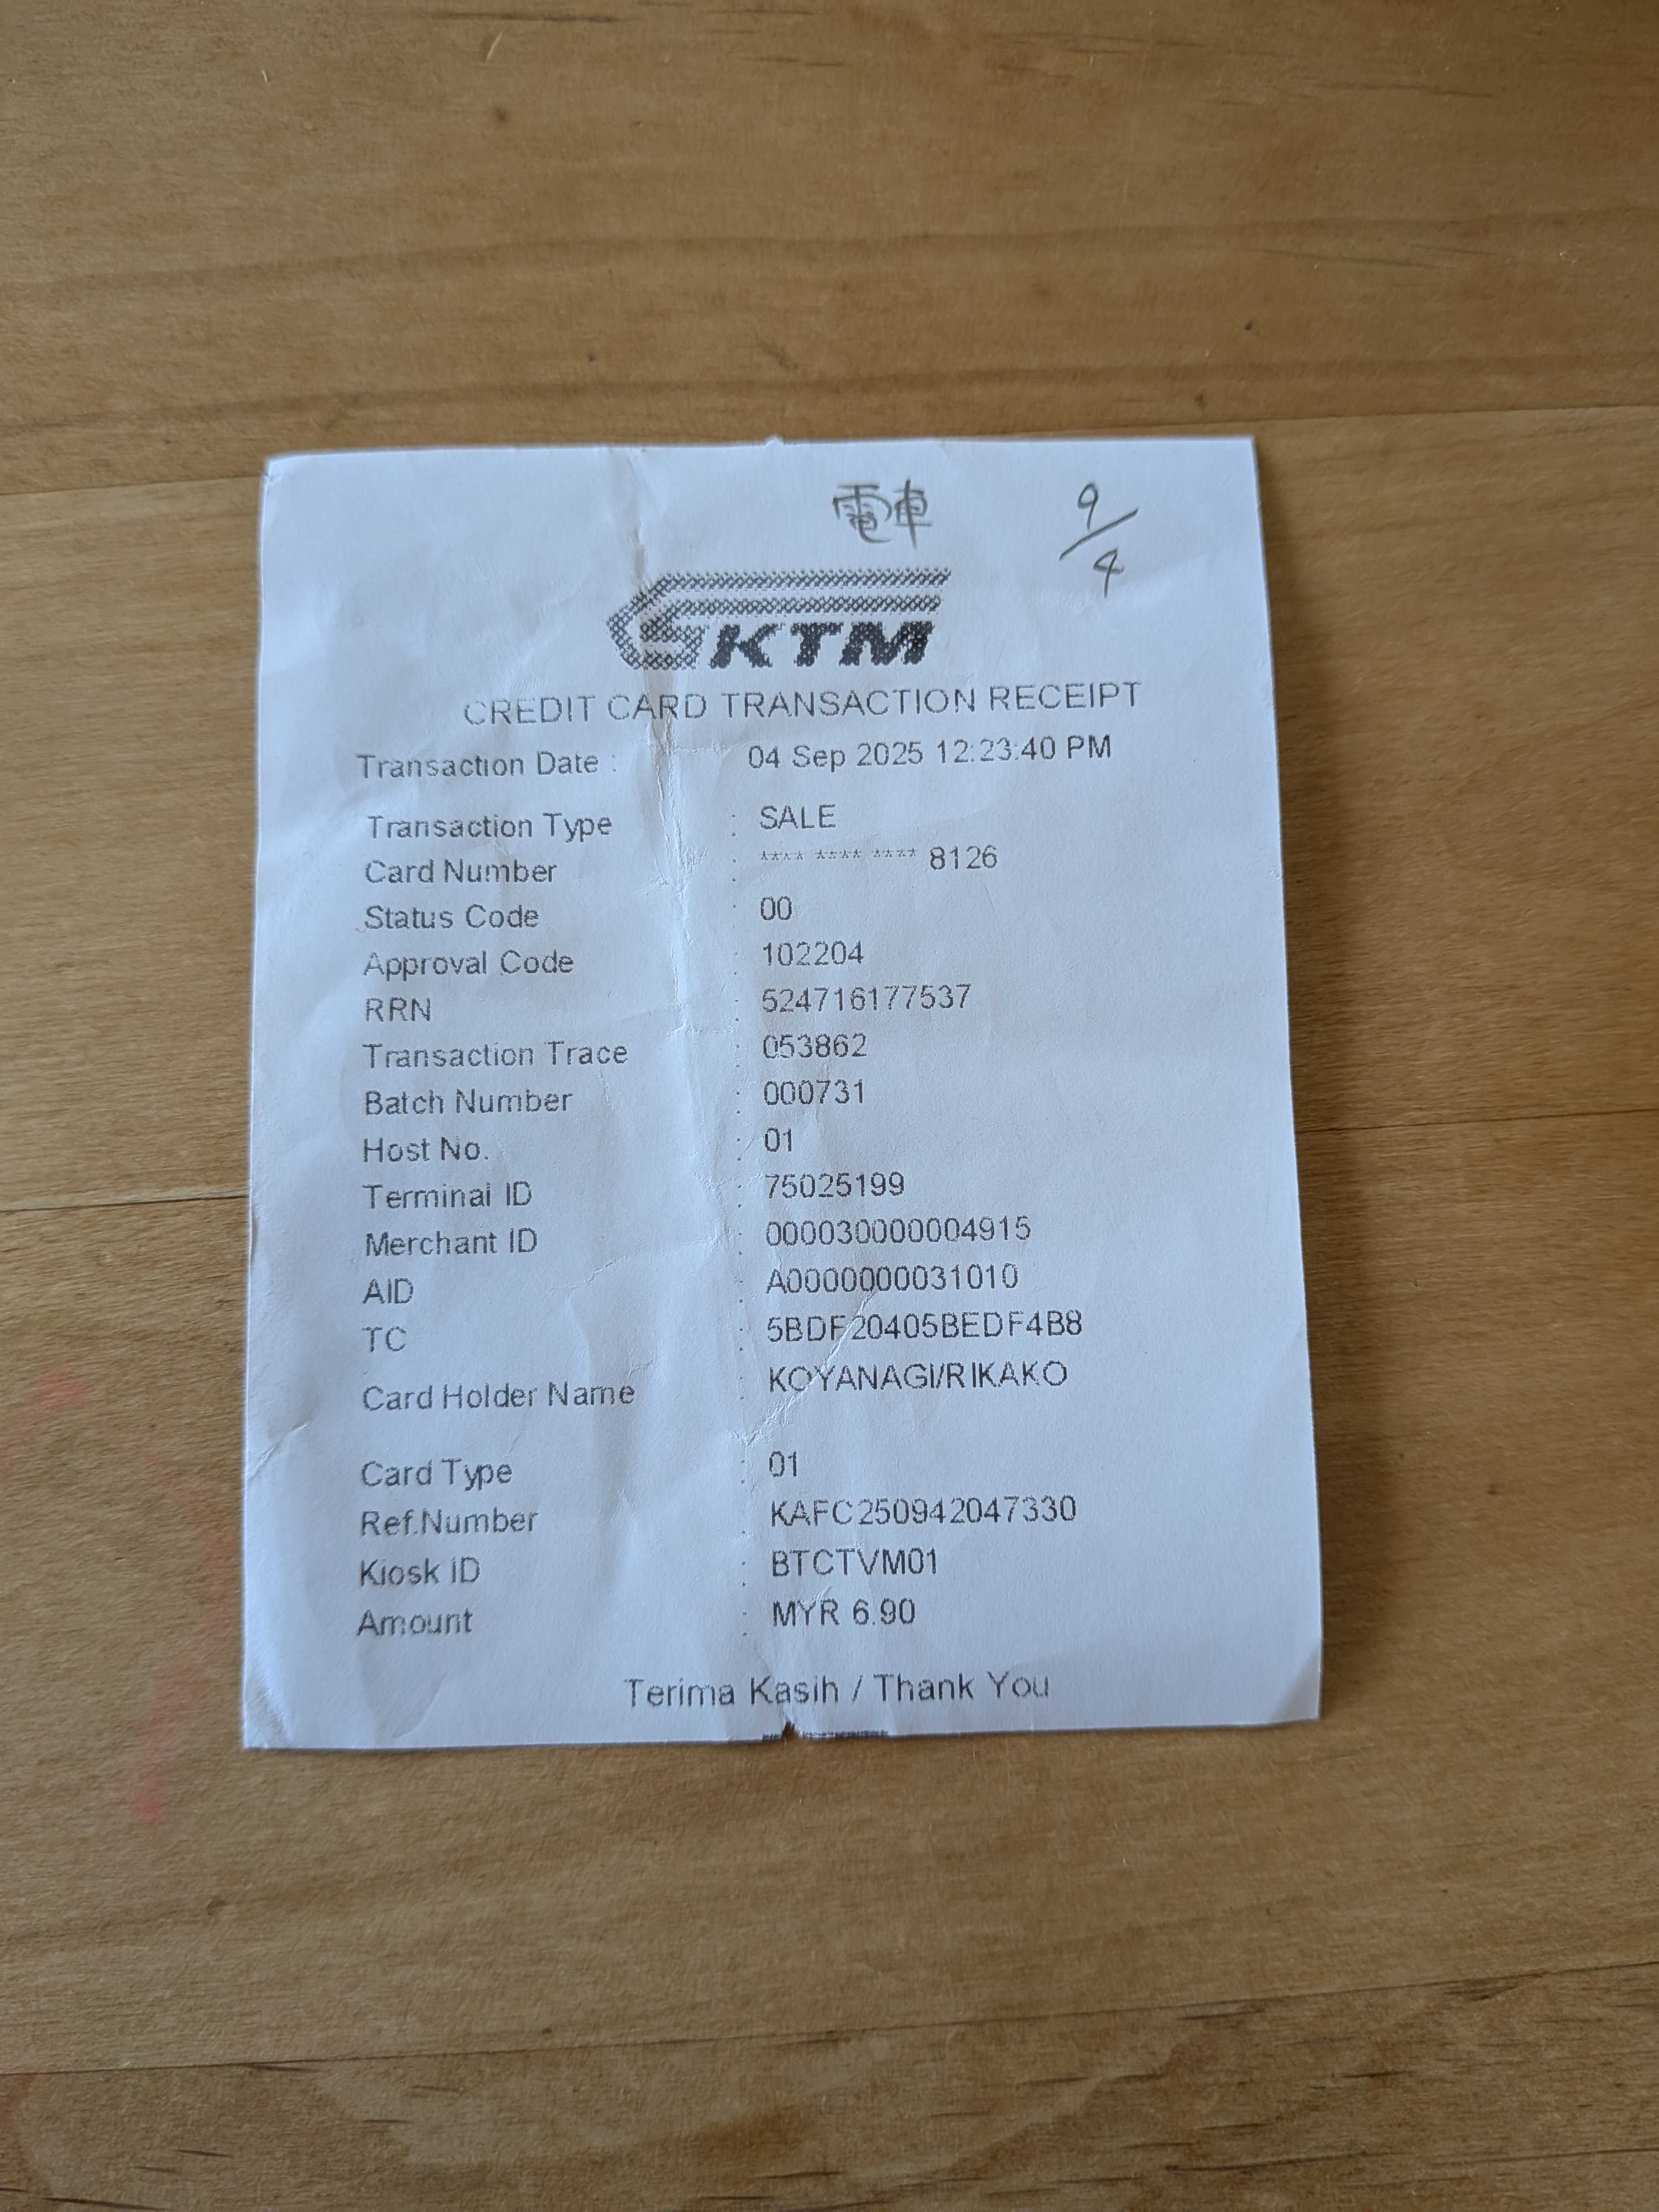 電車 9/4
KTM
CREDIT CARD TRANSACTION RECEIPT
Transaction Date : 04 Sep 2025 12:23:40 PM
Transaction Type : SALE
Card Number : **** **** **** 8126
Status Code : 00
Approval Code : 102204
RRN : 524716177537
Transaction Trace : 053862
Batch Number : 000731
Host No. : 01
Terminal ID : 75025199
Merchant ID : 000030000004915
AID : A0000000031010
TC : 5BDF20405BEDF4B8
Card Holder Name : KOYANAGI/RIKAKO
Card Type : 01
Ref.Number : KAFC250942047330
Kiosk ID : BTCTVM01
Amount : MYR 6.90
Terima Kasih / Thank You